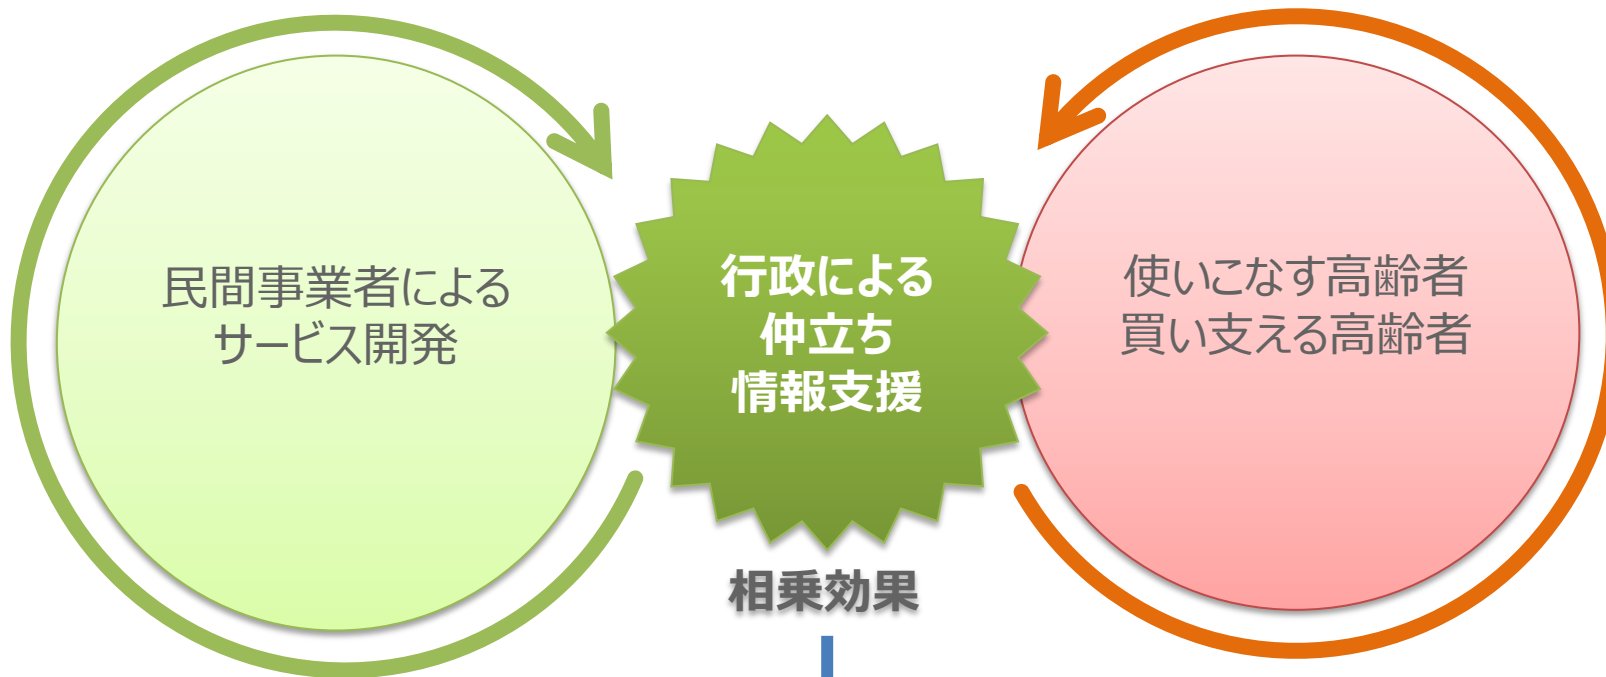 民間事業者による
サービス開発
行政による
仲立ち
情報支援
使いこなす高齢者
買い支える高齢者
相乗効果